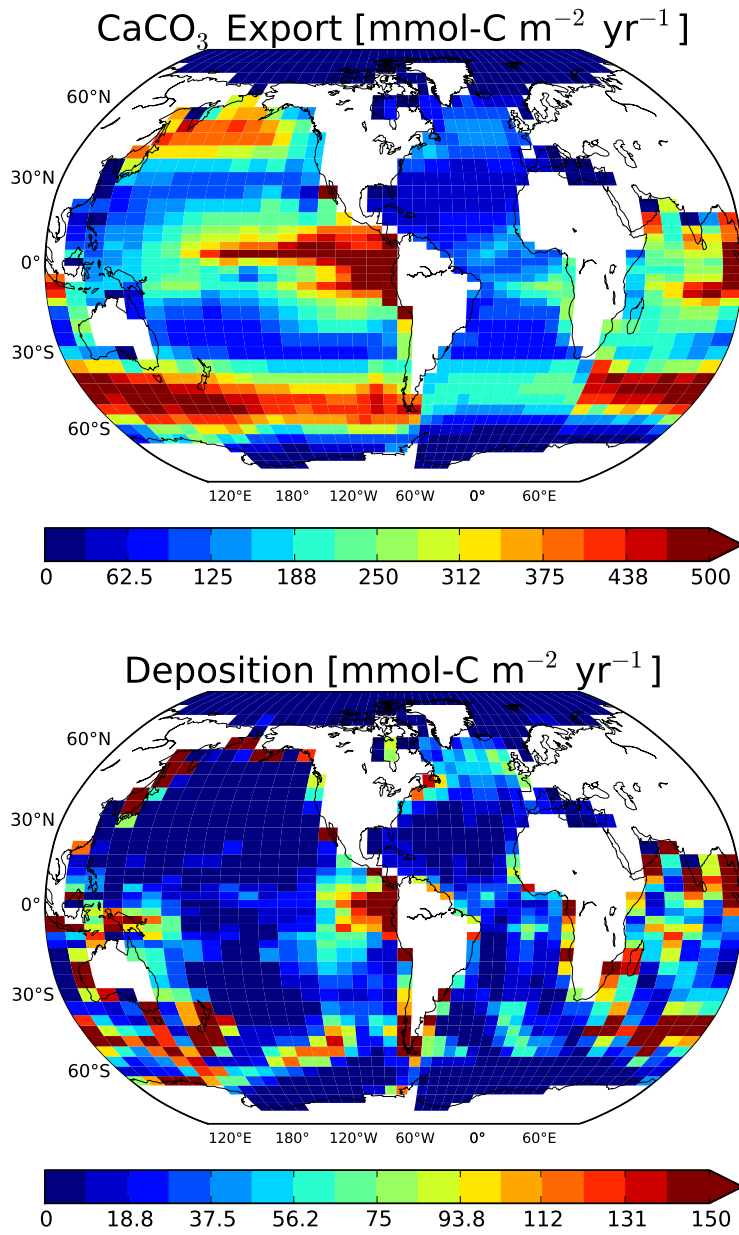 CaCO₃ Export [mmol-C m⁻² yr⁻¹]
60°N
30°N
0°
30°S
60°S
120°E 180° 120°W 60°W 0° 60°E
0 62.5 125 188 250 312 375 438 500
Deposition [mmol-C m⁻² yr⁻¹]
60°N
30°N
0°
30°S
60°S
120°E 180° 120°W 60°W 0° 60°E
0 18.8 37.5 56.2 75 93.8 112 131 150